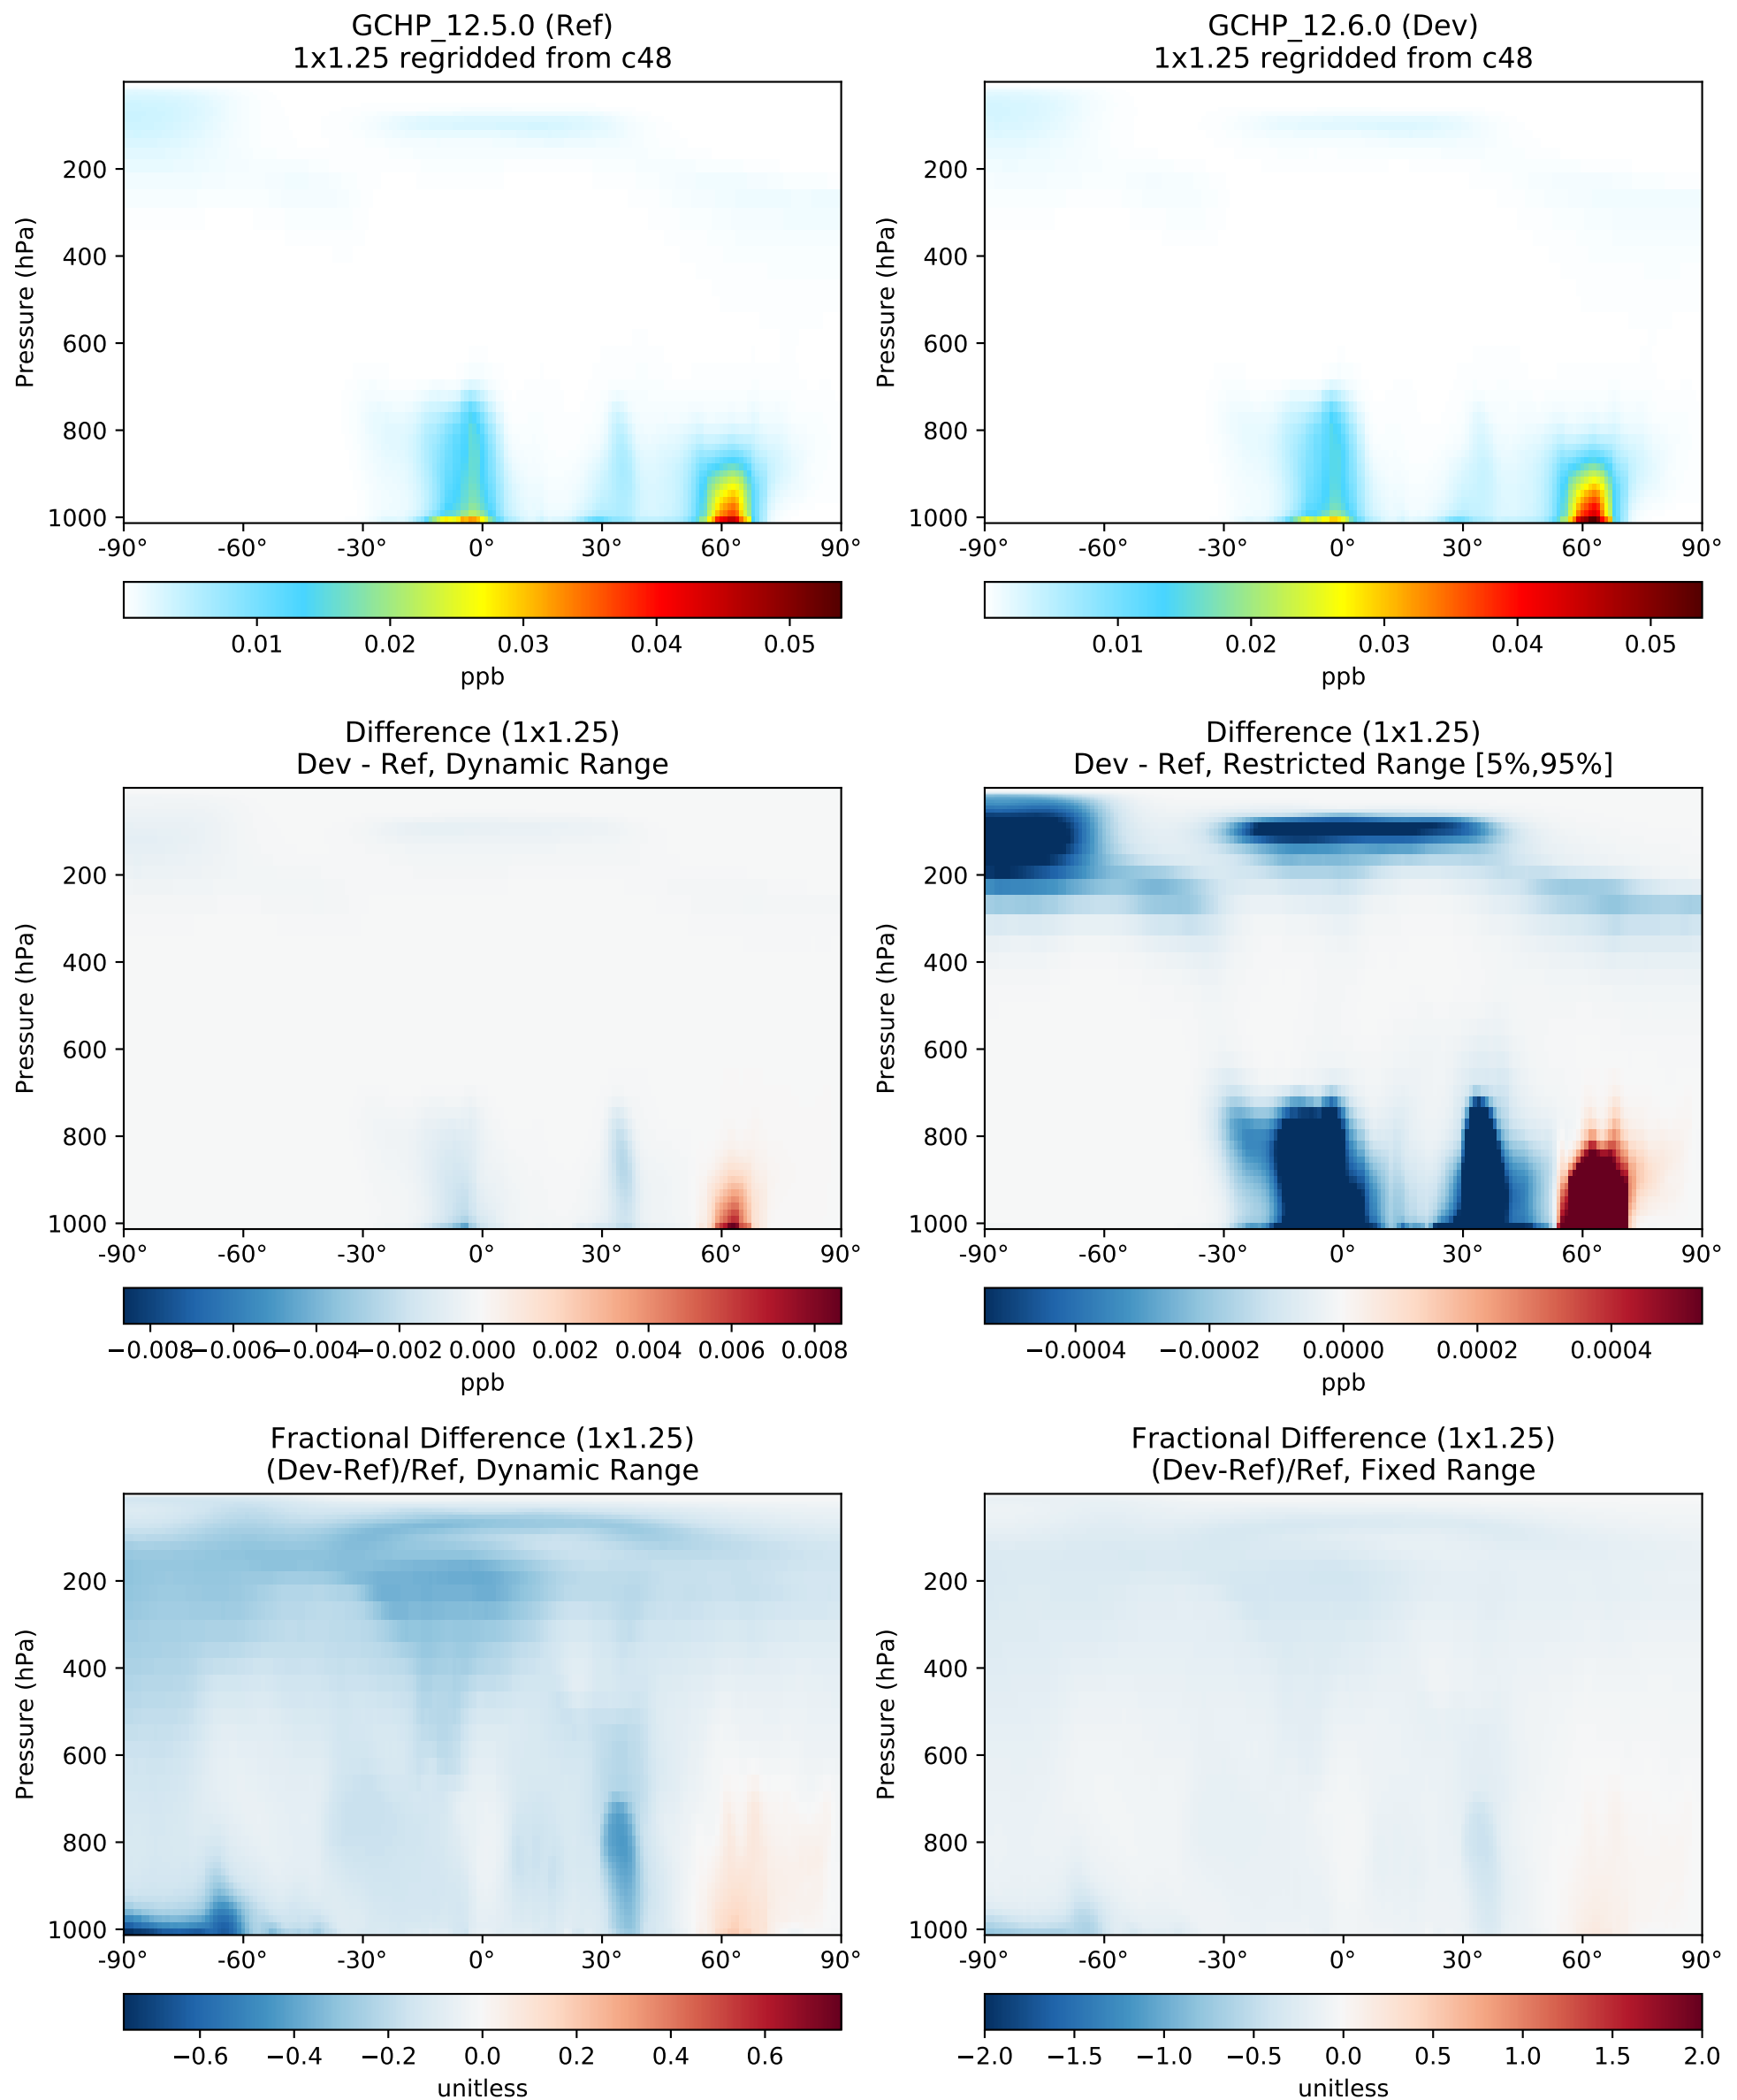 GCHP_12.5.0 (Ref)
1x1.25 regridded from c48
Pressure (hPa)
200
400
600
800
1000
-90° -60° -30° 0° 30° 60° 90°
0.01 0.02 0.03 0.04 0.05
ppb
GCHP_12.6.0 (Dev)
1x1.25 regridded from c48
Pressure (hPa)
200
400
600
800
1000
-90° -60° -30° 0° 30° 60° 90°
0.01 0.02 0.03 0.04 0.05
ppb
Difference (1x1.25)
Dev - Ref, Dynamic Range
Pressure (hPa)
200
400
600
800
1000
-90° -60° -30° 0° 30° 60° 90°
−0.008 −0.006 −0.004 −0.002 0.000 0.002 0.004 0.006 0.008
ppb
Difference (1x1.25)
Dev - Ref, Restricted Range [5%,95%]
Pressure (hPa)
200
400
600
800
1000
-90° -60° -30° 0° 30° 60° 90°
−0.0004 −0.0002 0.0000 0.0002 0.0004
ppb
Fractional Difference (1x1.25)
(Dev-Ref)/Ref, Dynamic Range
Pressure (hPa)
200
400
600
800
1000
-90° -60° -30° 0° 30° 60° 90°
−0.6 −0.4 −0.2 0.0 0.2 0.4 0.6
unitless
Fractional Difference (1x1.25)
(Dev-Ref)/Ref, Fixed Range
Pressure (hPa)
200
400
600
800
1000
-90° -60° -30° 0° 30° 60° 90°
−2.0 −1.5 −1.0 −0.5 0.0 0.5 1.0 1.5 2.0
unitless